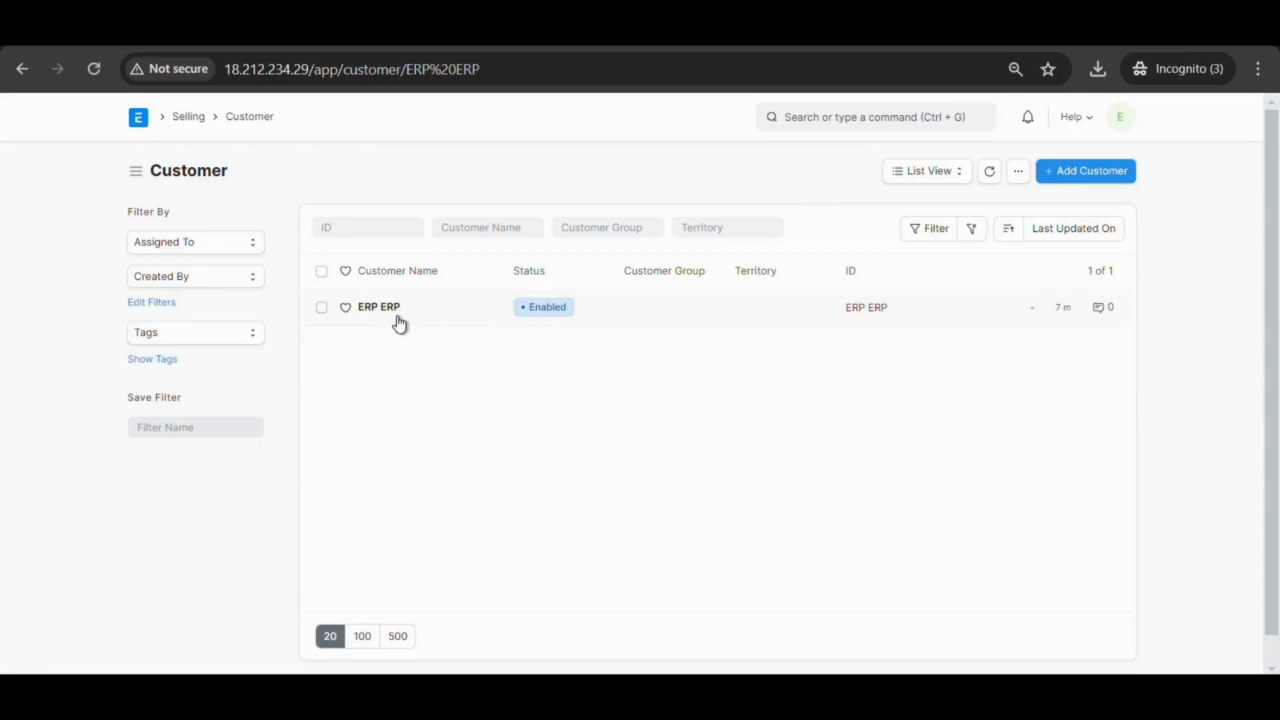 Not secure 18.212.234.29/app/customer/ERP%20ERP Incognito (3)
E > Selling > Customer Search or type a command (Ctrl + G) Help E
Customer List View ... + Add Customer
Filter By
Assigned To
Created By
Edit Filters
Tags
Show Tags
Save Filter
Filter Name
ID Customer Name Customer Group Territory Filter Last Updated On
Customer Name Status Customer Group Territory ID 1 of 1
ERP ERP • Enabled ERP ERP - 7 m 0
20 100 500